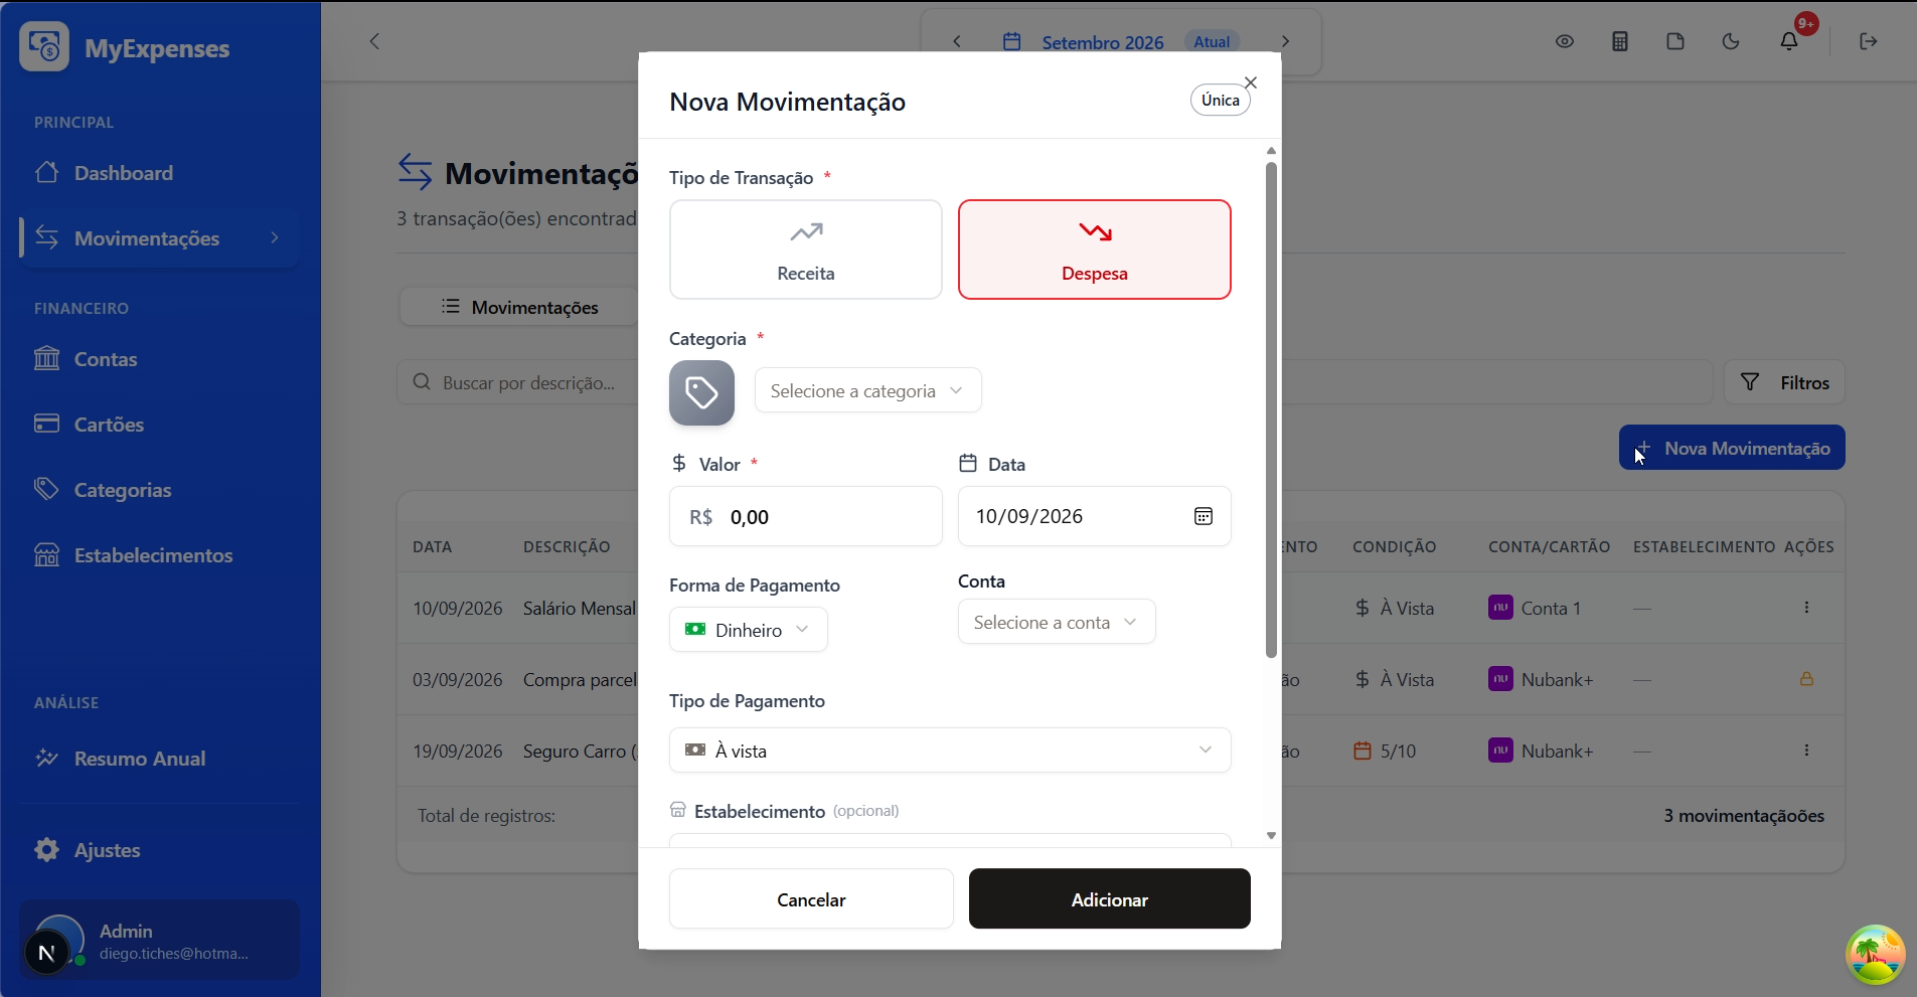 MyExpenses
PRINCIPAL
Dashboard
Movimentações
FINANCEIRO
Contas
Cartões
Categorias
Estabelecimentos
ANÁLISE
Resumo Anual
Ajustes
N
Admin
diego.tiches@hotma...
Setembro 2026 Atual
9+
Movimentaçõ
3 transação(ões) encontrad
Movimentações
Buscar por descrição...
Filtros
Nova Movimentação
DATA DESCRIÇÃO NTO CONDIÇÃO CONTA/CARTÃO ESTABELECIMENTO AÇÕES
10/09/2026 Salário Mensal $ À Vista nu Conta 1 —
03/09/2026 Compra parcel ão $ À Vista nu Nubank+ —
19/09/2026 Seguro Carro ( ão 5/10 nu Nubank+ —
Total de registros: 3 movimentaçãoões
Nova Movimentação
Única
Tipo de Transação *
Receita
Despesa
Categoria *
Selecione a categoria
$ Valor *
Data
R$ 0,00
10/09/2026
Forma de Pagamento
Conta
Dinheiro
Selecione a conta
Tipo de Pagamento
À vista
Estabelecimento (opcional)
Cancelar
Adicionar